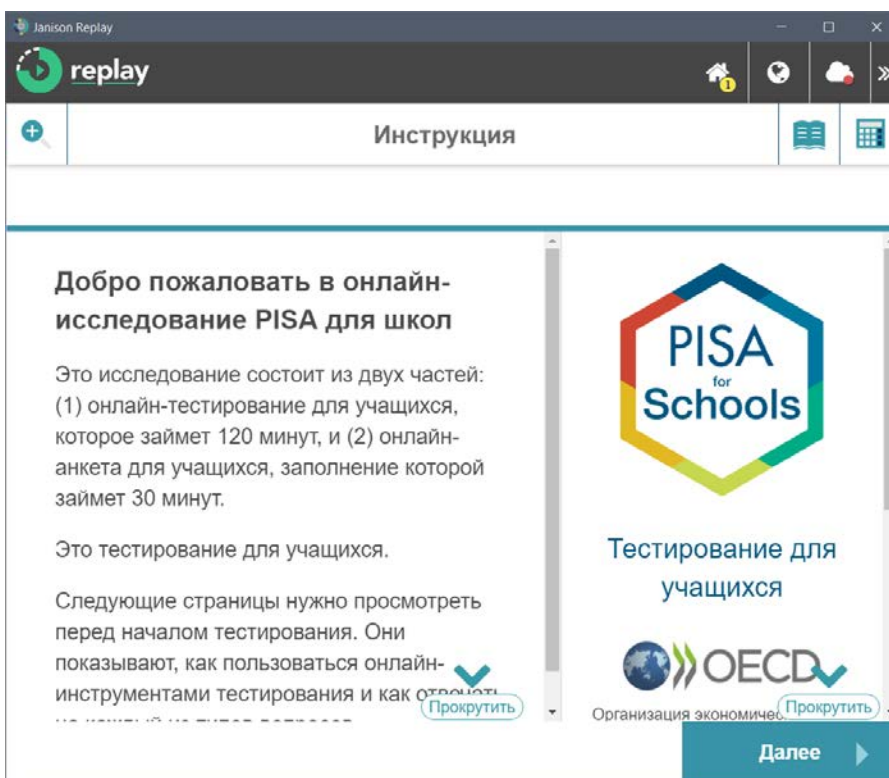 Janison Replay
replay
1
Инструкция
Добро пожаловать в онлайн-
исследование PISA для школ
Это исследование состоит из двух частей:
(1) онлайн-тестирование для учащихся,
которое займет 120 минут, и (2) онлайн-
анкета для учащихся, заполнение которой
займет 30 минут.
Это тестирование для учащихся.
Следующие страницы нужно просмотреть
перед началом тестирования. Они
показывают, как пользоваться онлайн-
инструментами тестирования и как отвечать
Прокрутить
PISA
for
Schools
Тестирование для
учащихся
OECD
Организация
Прокрутить
Далее